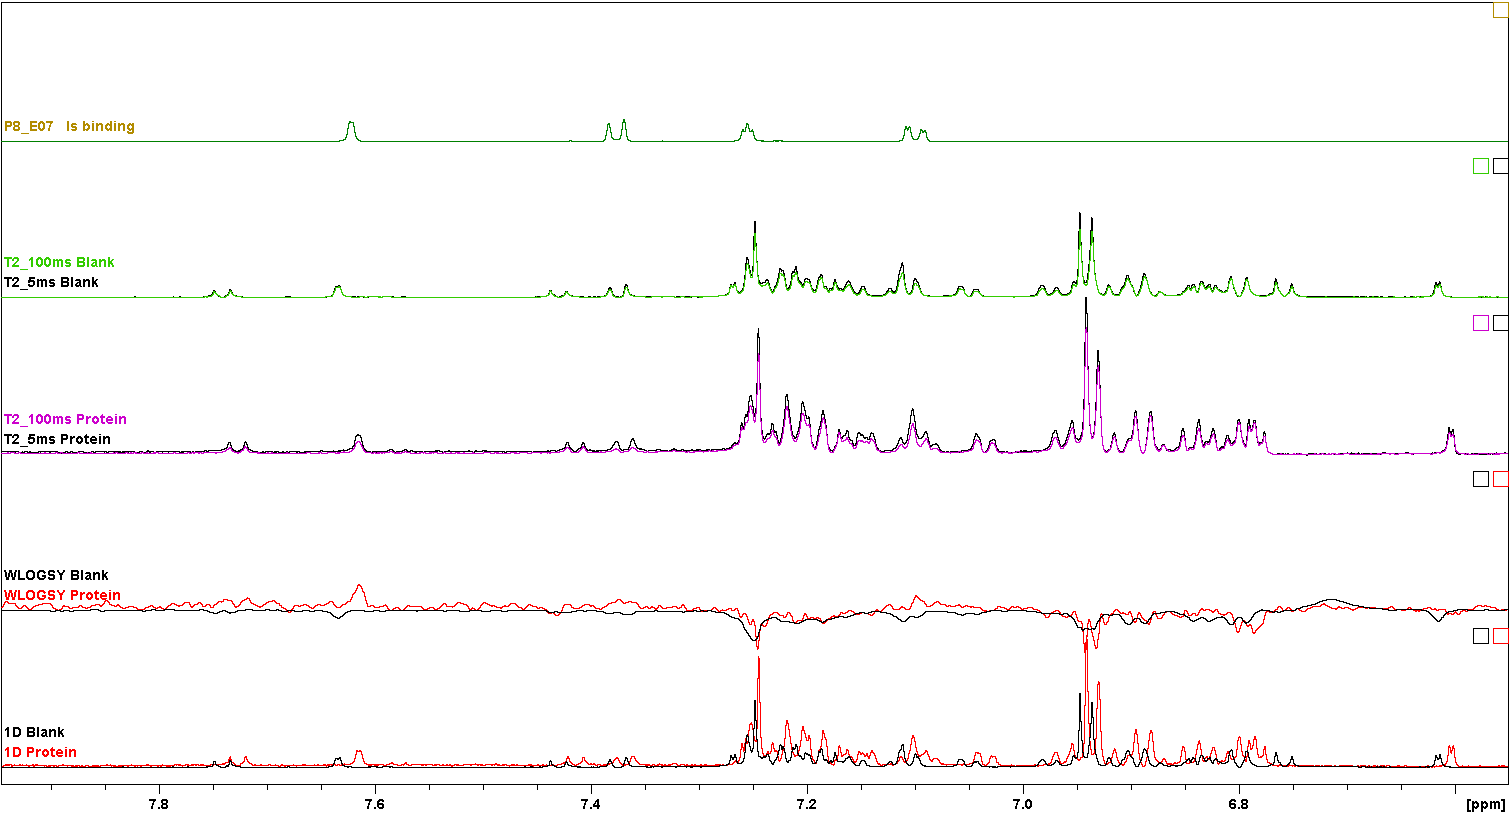 P8_E07 Is binding
T2_100ms Blank
T2_5ms Blank
T2_100ms Protein
T2_5ms Protein
WLOGSY Blank
WLOGSY Protein
1D Blank
1D Protein
7.8 7.6 7.4 7.2 7.0 6.8 [ppm]